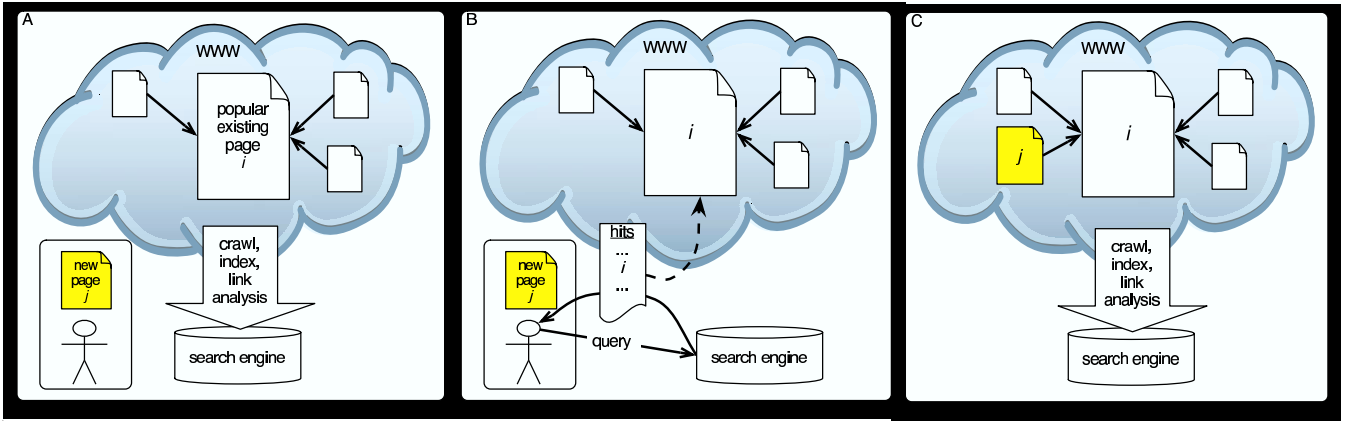 A
WWW
popular
existing
page
i
new
page
j
crawl,
index,
link
analysis
search engine
B
WWW
i
hits
...
i
...
new
page
j
query
search engine
C
WWW
j
i
crawl,
index,
link
analysis
search engine